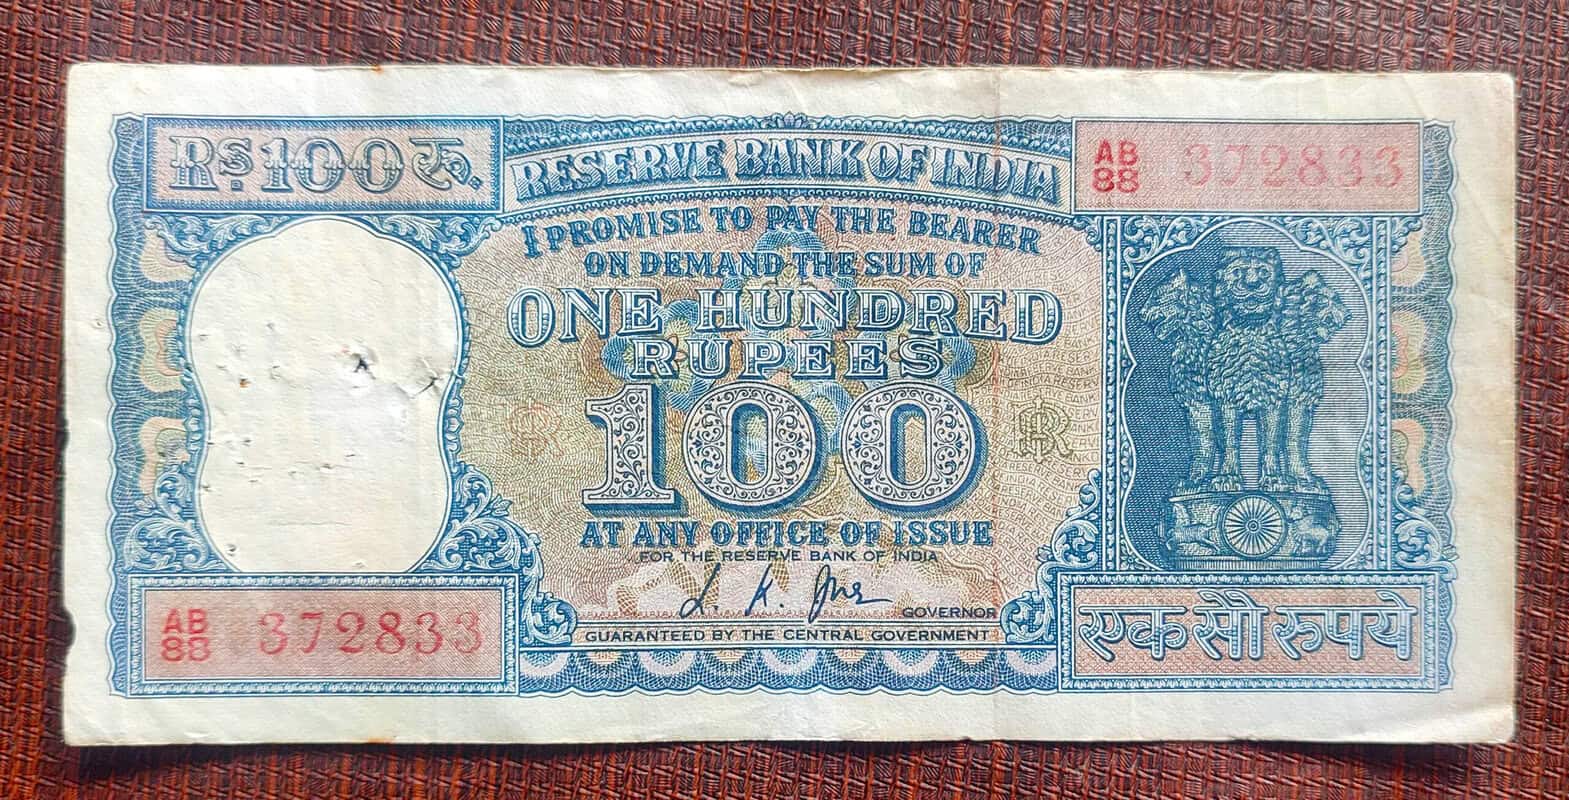 Rs. 100 रु.
RESERVE BANK OF INDIA
AB
88 372833
I PROMISE TO PAY THE BEARER
ON DEMAND THE SUM OF
ONE HUNDRED
RUPEES
100
AT ANY OFFICE OF ISSUE
FOR THE RESERVE BANK OF INDIA
L. K. Jha
GOVERNOR
GUARANTEED BY THE CENTRAL GOVERNMENT
AB
88 372833
एक सौ रुपये